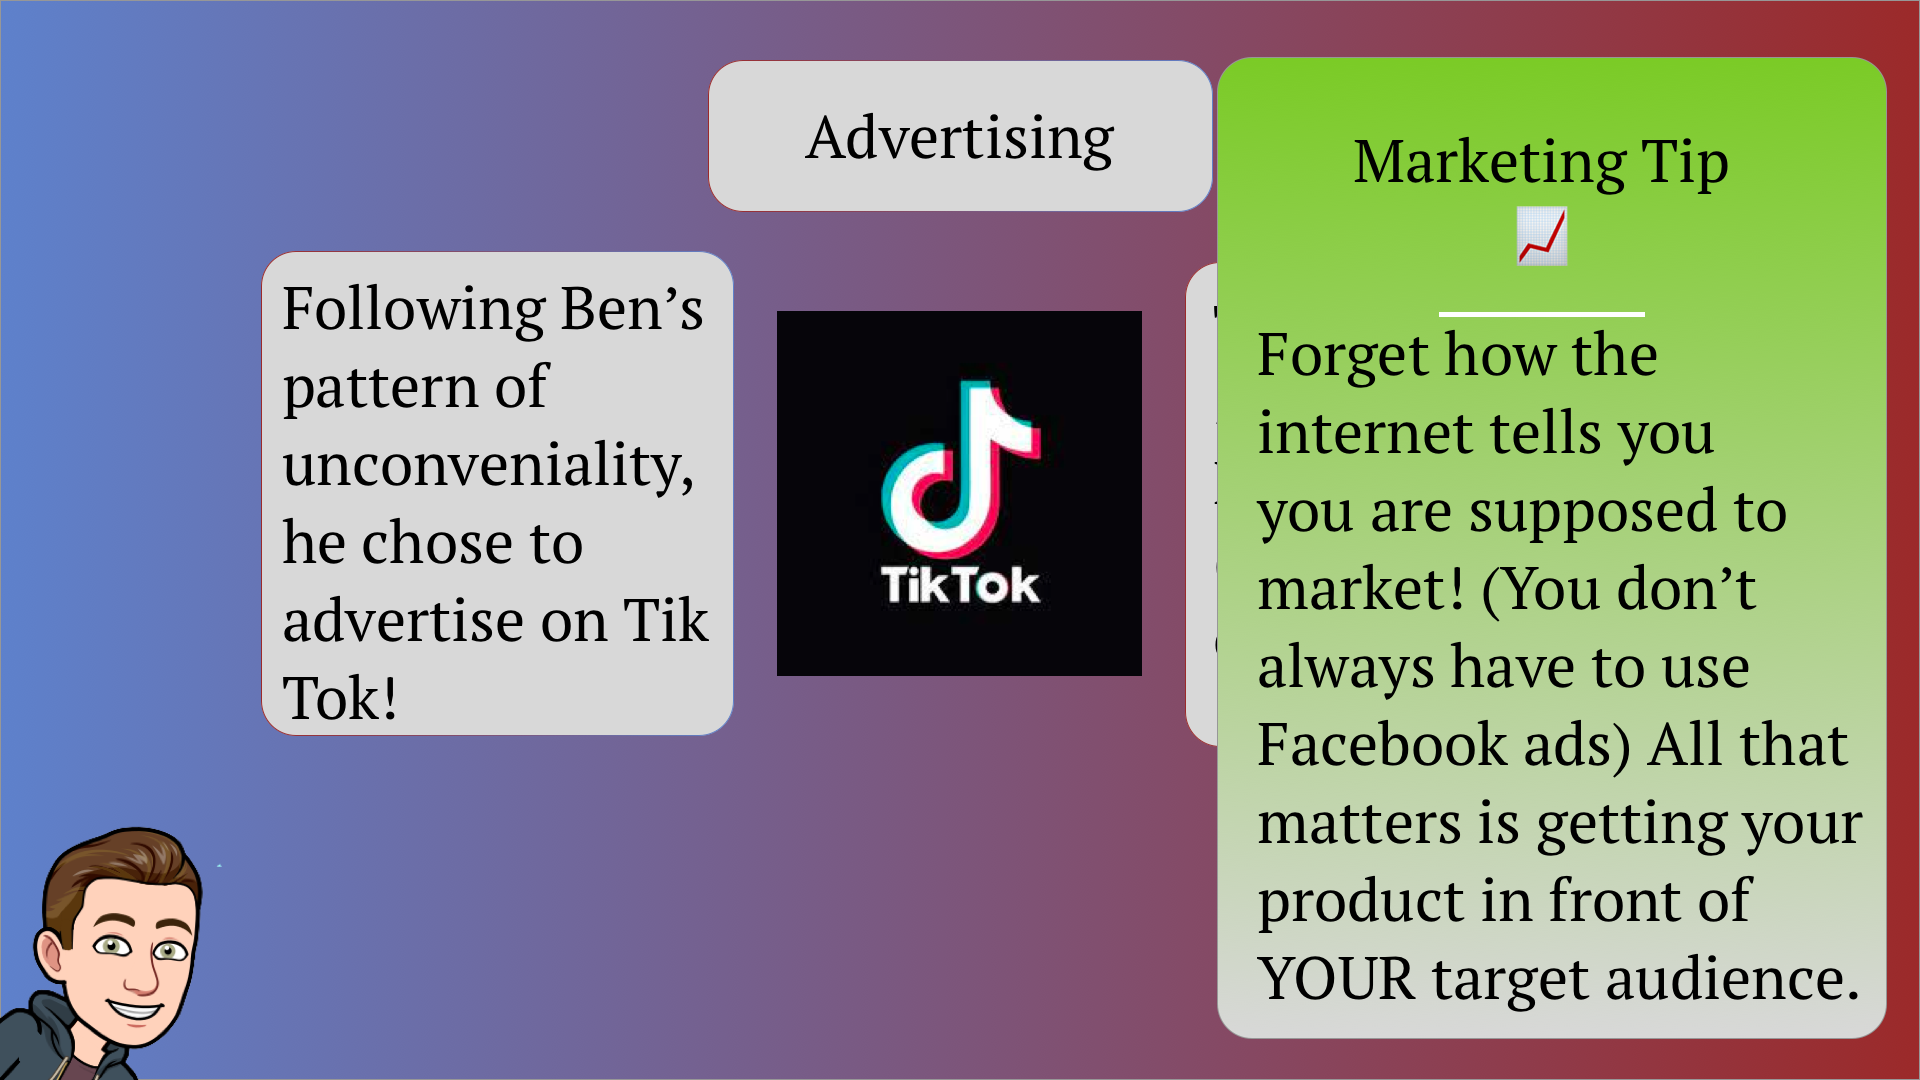 Advertising
Following Ben’s
pattern of
unconveniality,
he chose to
advertise on Tik
Tok!
TikTok
Marketing Tip
Forget how the
internet tells you
you are supposed to
market! (You don’t
always have to use
Facebook ads) All that
matters is getting your
product in front of
YOUR target audience.